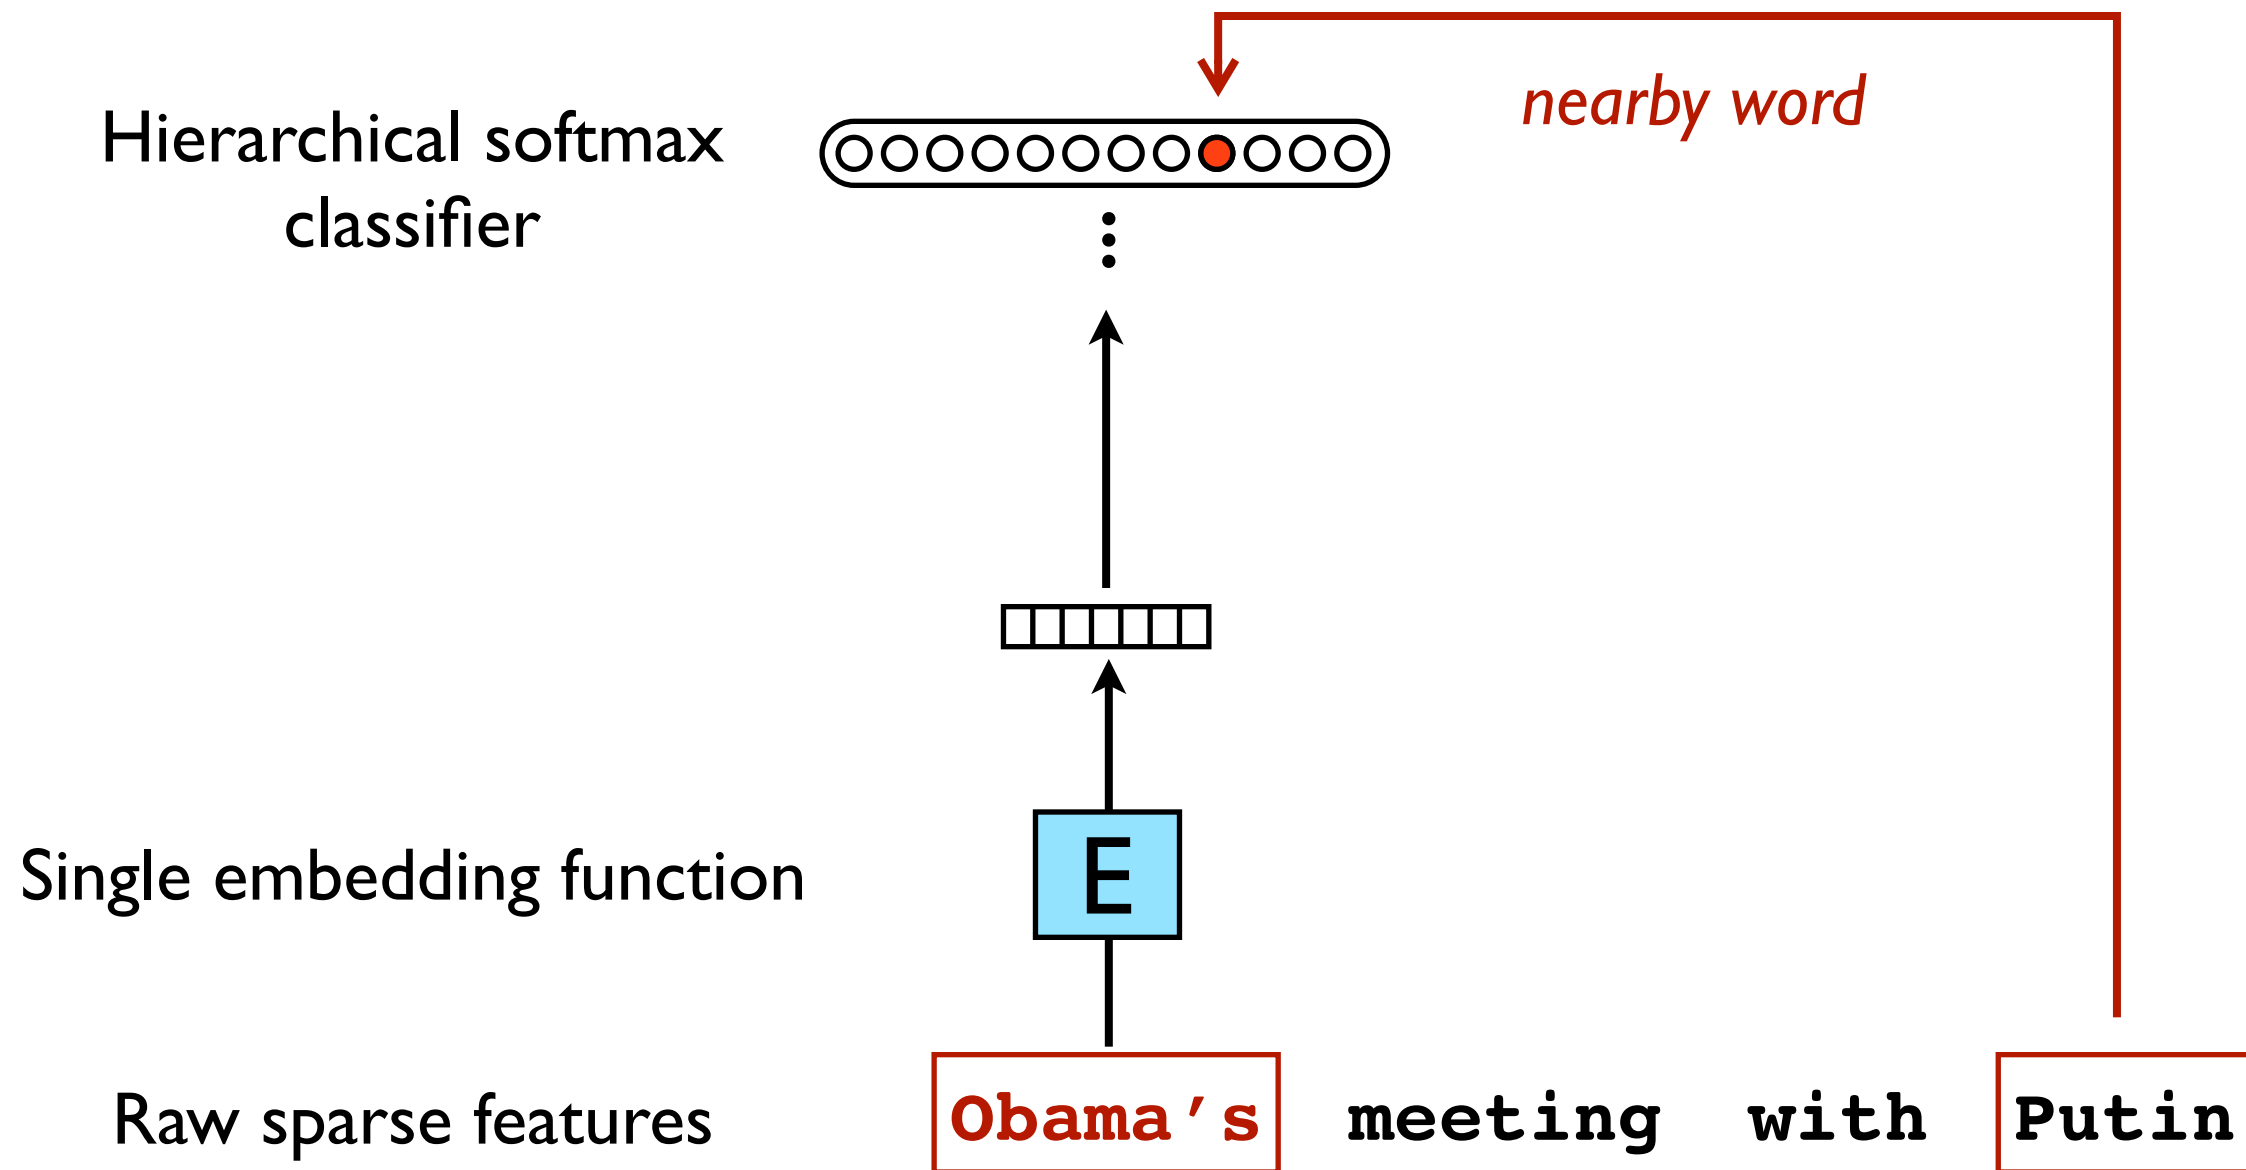 nearby word
Hierarchical softmax
classifier
E
Single embedding function
Raw sparse features
Obama's meeting with Putin